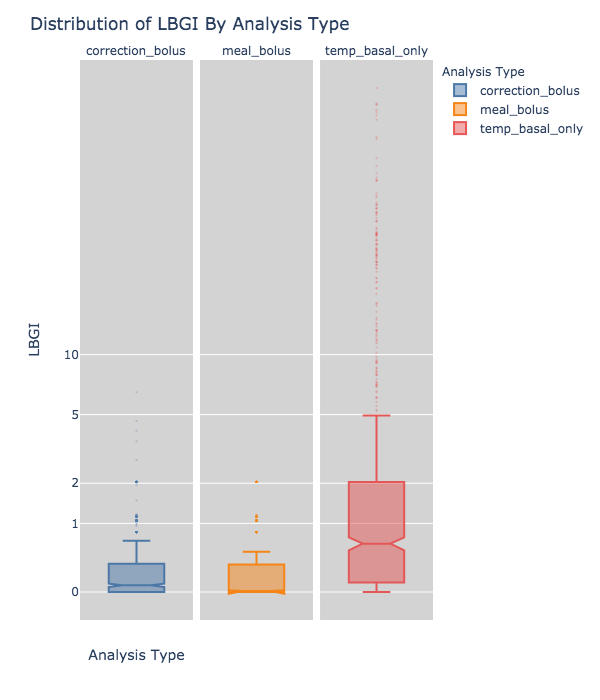 Distribution of LBGI By Analysis Type
correction_bolus
meal_bolus
temp_basal_only
Analysis Type
correction_bolus
meal_bolus
temp_basal_only
LBGI
10
5
2
1
0
Analysis Type